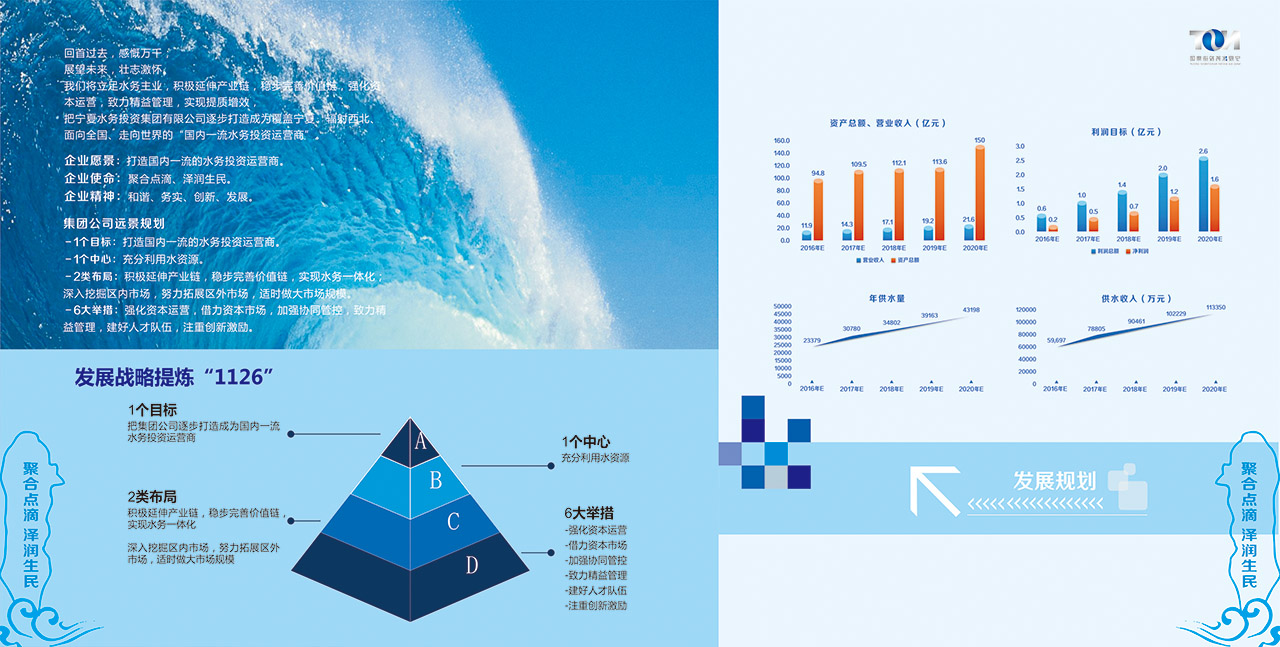 回首过去，感慨万千；
展望未来，壮志激怀。
我们将立足水务主业，积极延伸产业链，稳步完善价值链，强化资
本运营，致力精益管理，实现提质增效，
把宁夏水务投资集团有限公司逐步打造成为覆盖宁夏、辐射西北、
面向全国、走向世界的“国内一流水务投资运营商”。
企业愿景：打造国内一流的水务投资运营商。
企业使命：聚合点滴、泽润生民。
企业精神：和谐、务实、创新、发展。
集团公司远景规划
-1个目标：打造国内一流的水务投资运营商。
-1个中心：充分利用水资源。
-2类布局：积极延伸产业链，稳步完善价值链，实现水务一体化；
深入挖掘区内市场，努力拓展区外市场，适时做大市场规模。
-6大举措：强化资本运营，借力资本市场，加强协同管控，致力精
益管理，建好人才队伍，注重创新激励。
发展战略提炼“1126”
1个目标
把集团公司逐步打造成为国内一流
水务投资运营商
2类布局
积极延伸产业链，稳步完善价值链，
实现水务一体化
深入挖掘区内市场，努力拓展区外
市场，适时做大市场规模
A
B
C
D
1个中心
充分利用水资源
6大举措
-强化资本运营
-借力资本市场
-加强协同管控
-致力精益管理
-建好人才队伍
-注重创新激励
聚合点滴 泽润生民
资产总额、营业收入（亿元）
160.0
140.0
120.0
100.0
80.0
60.0
40.0
20.0
0.0
11.9 94.8 14.3 109.5 17.1 112.1 19.2 113.6 21.6 150
2016年E 2017年E 2018年E 2019年E 2020年E
营业收入 资产总额
利润目标（亿元）
3.0
2.5
2.0
1.5
1.0
0.5
0.0
0.6 0.2 1.0 0.5 1.4 0.7 2.0 1.2 2.6 1.6
2016年E 2017年E 2018年E 2019年E 2020年E
利润总额 净利润
年供水量
50000
45000
40000
35000
30000
25000
20000
15000
10000
5000
0
23379 30780 34802 39163 43198
2016年E 2017年E 2018年E 2019年E 2020年E
供水收入（万元）
120000
100000
80000
60000
40000
20000
0
59,697 78805 90461 102229 113350
2016年E 2017年E 2018年E 2019年E 2020年E
发展规划
聚合点滴 泽润生民